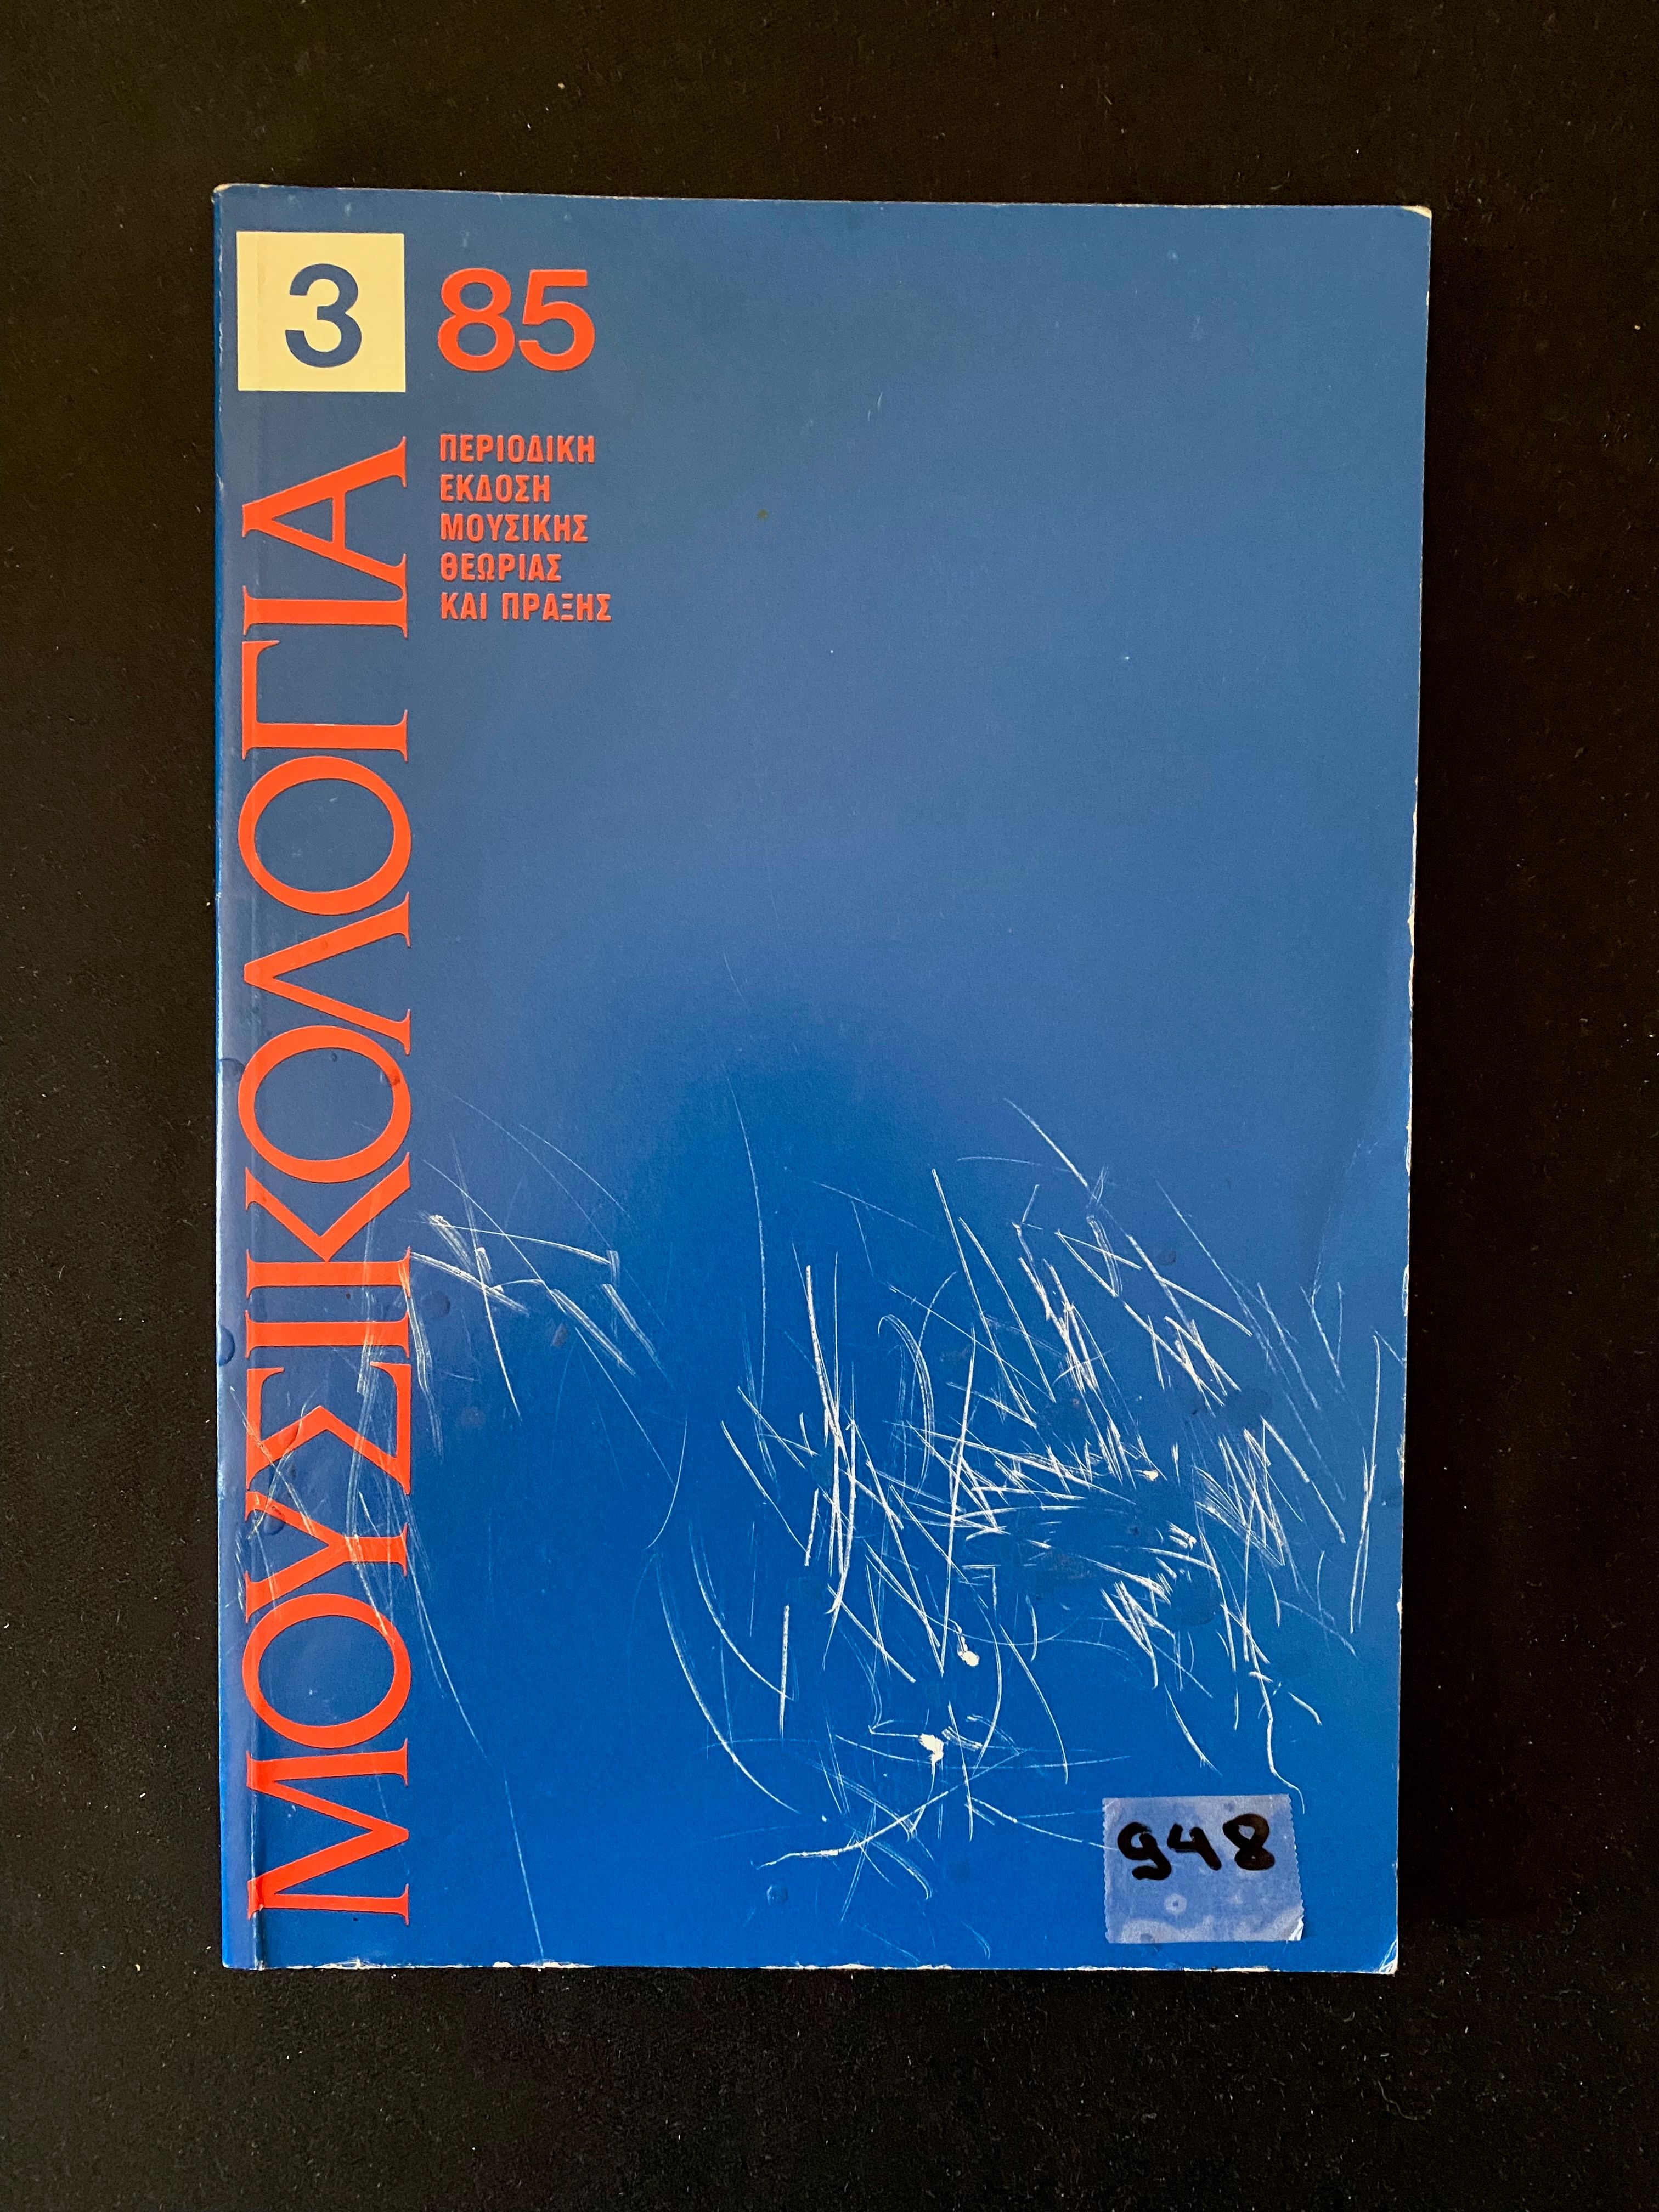 3 85
ΠΕΡΙΟΔΙΚΗ
ΕΚΔΟΣΗ
ΜΟΥΣΙΚΗΣ
ΘΕΩΡΙΑΣ
ΚΑΙ ΠΡΑΞΗΣ
ΜΟΥΣΙΚΟΛΟΓΙΑ
948